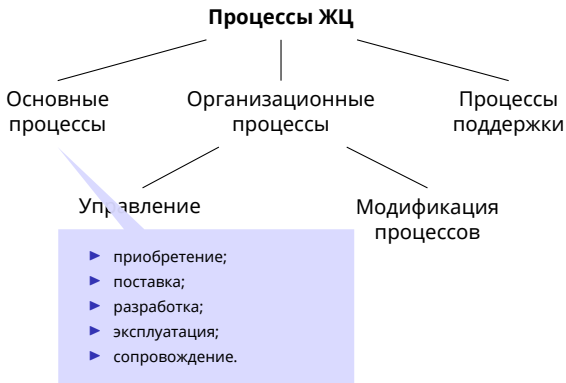 Процессы ЖЦ
Основные
процессы
Организационные
процессы
Процессы
поддержки
Управление
Модификация
процессов
приобретение;
поставка;
разработка;
эксплуатация;
сопровождение.